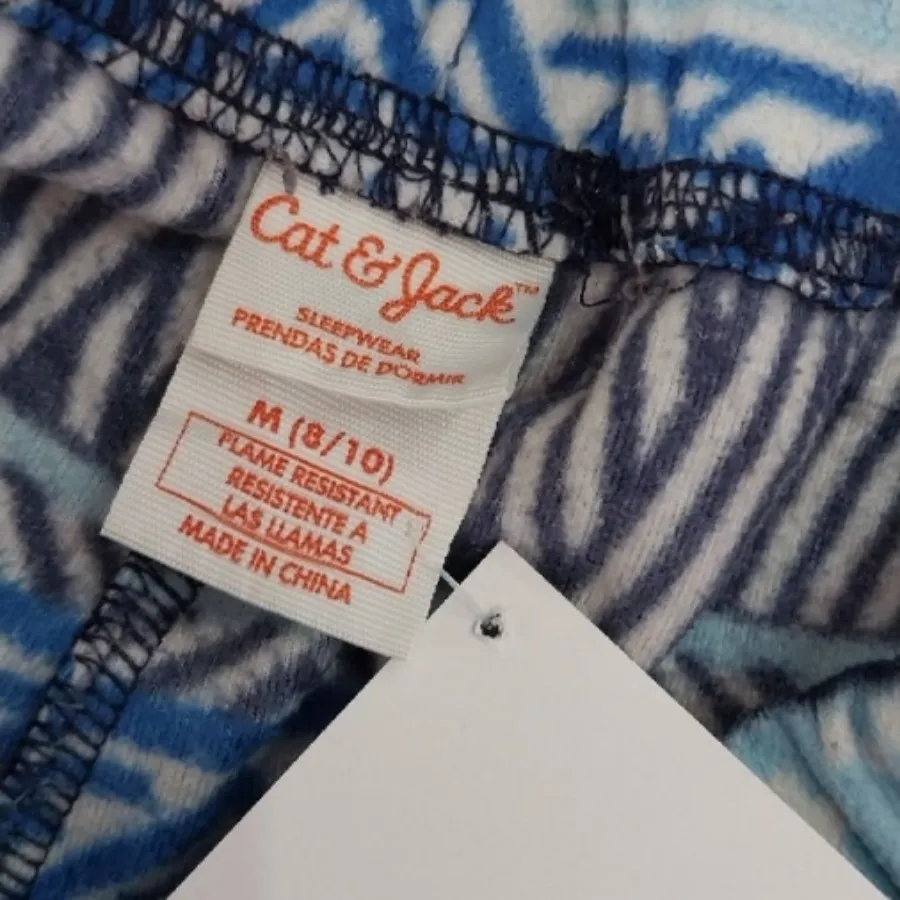 Cat & Jack™
SLEEPWEAR
PRENDAS DE DORMIR
M (8/10)
FLAME RESISTANT
RESISTENTE A
LAS LLAMAS
MADE IN CHINA